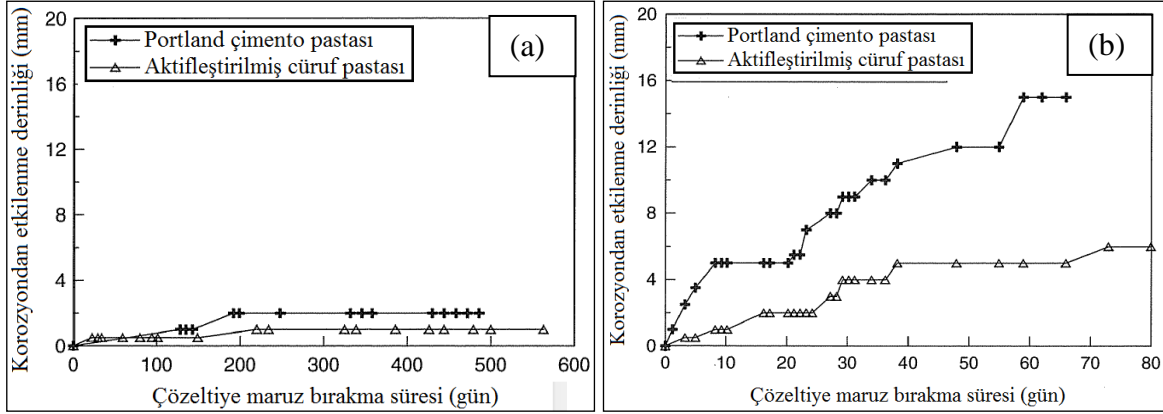 Korozyondan etkilenme derinliği (mm)
20
16
12
8
4
0
Portland çimento pastası
Aktifleştirilmiş cüruf pastası
(a)
0 100 200 300 400 500 600
Çözeltiye maruz bırakma süresi (gün)
Korozyondan etkilenme derinliği (mm)
20
16
12
8
4
0
Portland çimento pastası
Aktifleştirilmiş cüruf pastası
(b)
0 10 20 30 40 50 60 70 80
Çözeltiye maruz bırakma süresi (gün)